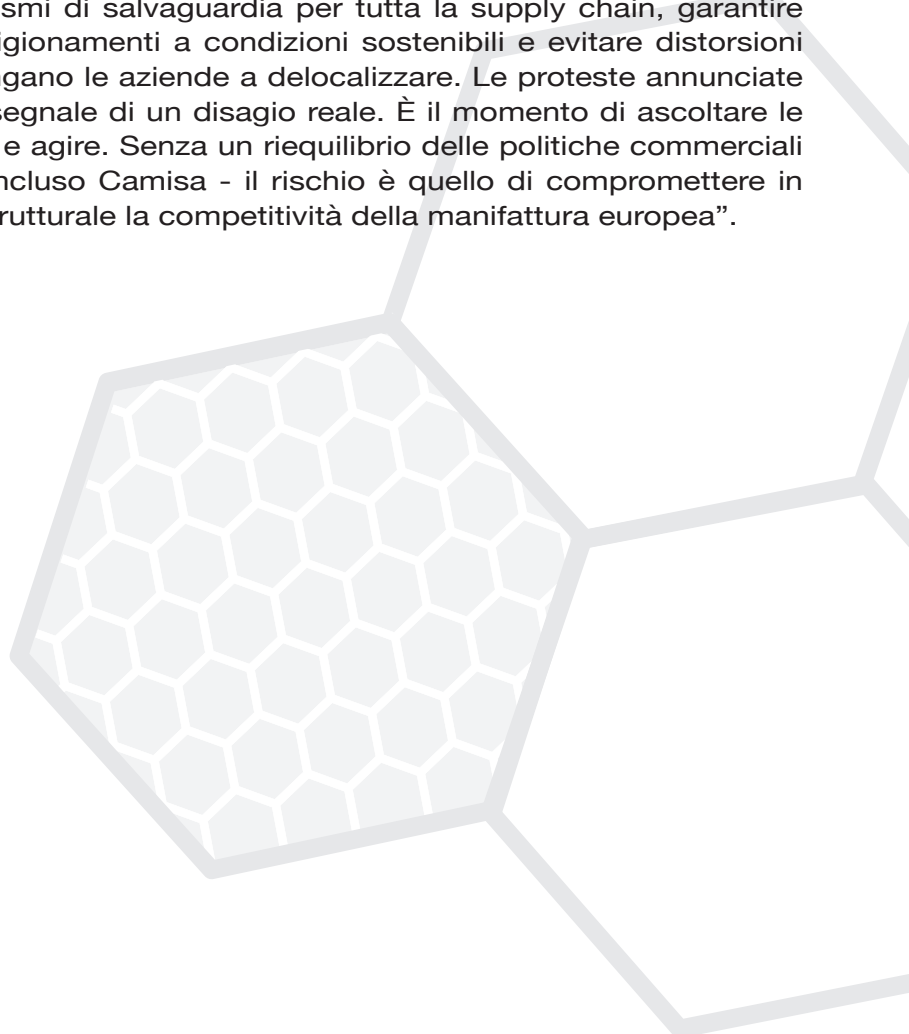 smi di salvaguardia per tutta la supply chain, garantire
igionamenti a condizioni sostenibili e evitare distorsioni
gano le aziende a delocalizzare. Le proteste annunciate
segnale di un disagio reale. È il momento di ascoltare le
e agire. Senza un riequilibrio delle politiche commerciali
ncluso Camisa - il rischio è quello di compromettere in
rutturale la competitività della manifattura europea”.